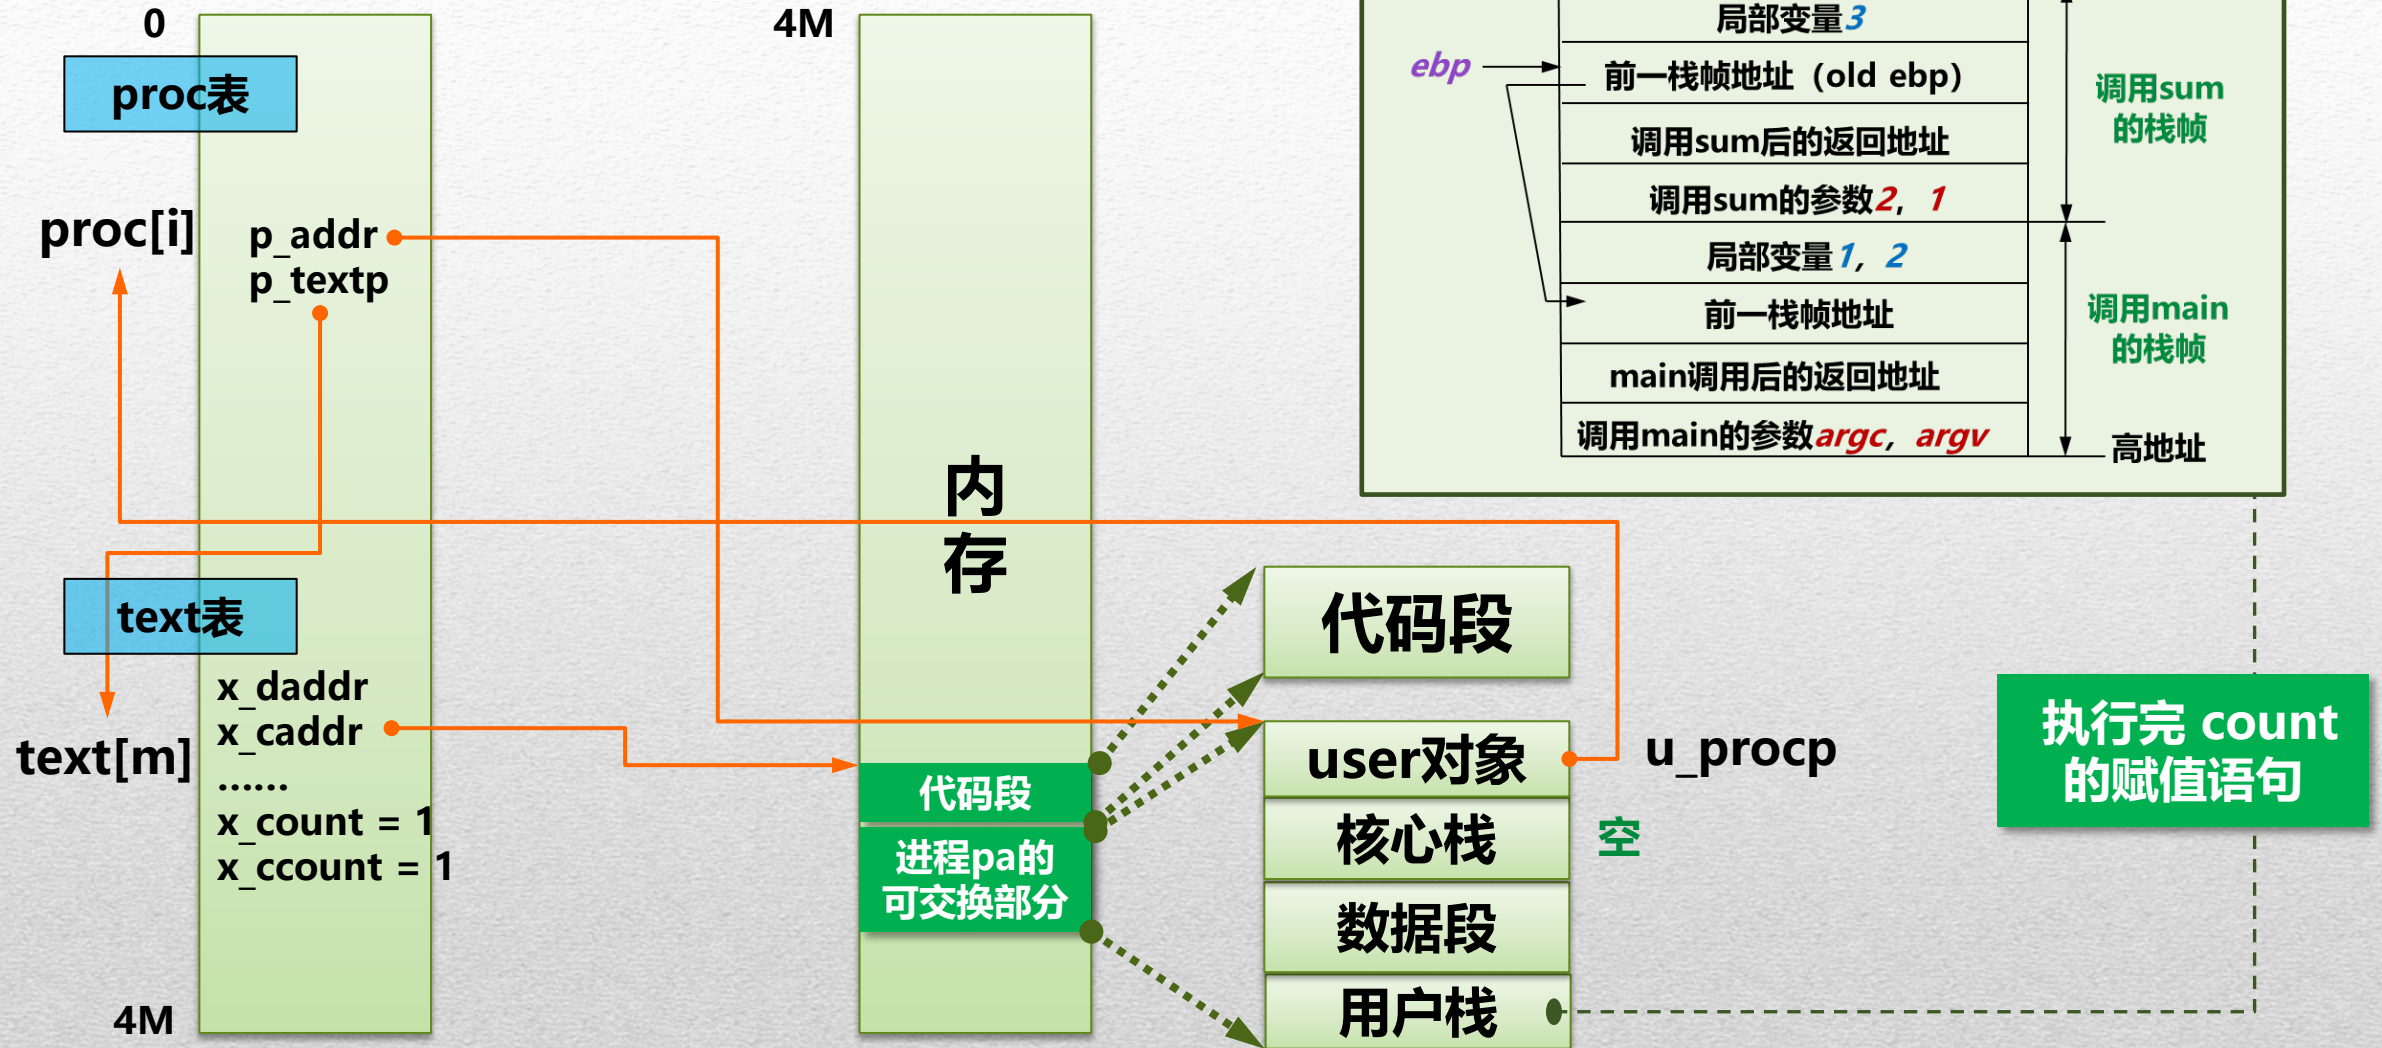 0
proc表
proc[i]
p_addr
p_textp
text表
x_daddr
x_caddr
......
x_count = 1
x_ccount = 1
text[m]
4M
4M
内
存
代码段
进程pa的
可交换部分
局部变量3
ebp
前一栈帧地址（old ebp）
调用sum后的返回地址
调用sum的参数2，1
局部变量1，2
前一栈帧地址
main调用后的返回地址
调用main的参数argc，argv
调用sum
的栈帧
调用main
的栈帧
高地址
代码段
user对象
u_procp
核心栈
空
数据段
用户栈
执行完 count
的赋值语句